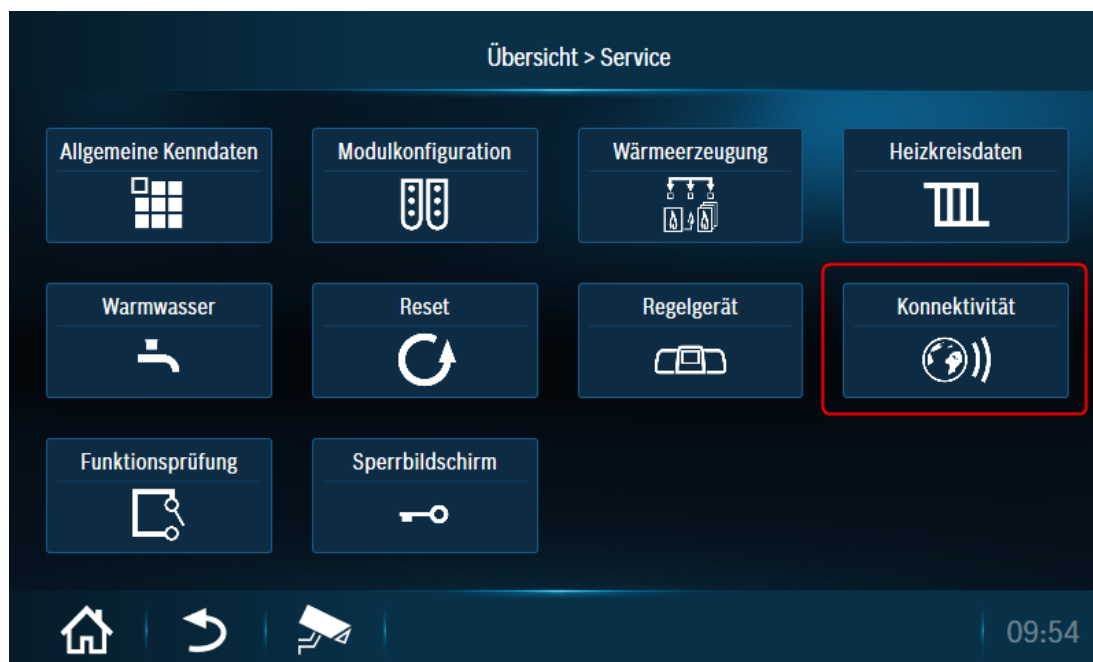 Übersicht > Service
Allgemeine Kenndaten
Modulkonfiguration
Wärmeerzeugung
Heizkreisdaten
Warmwasser
Reset
Regelgerät
Konnektivität
Funktionsprüfung
Sperrbildschirm
09:54